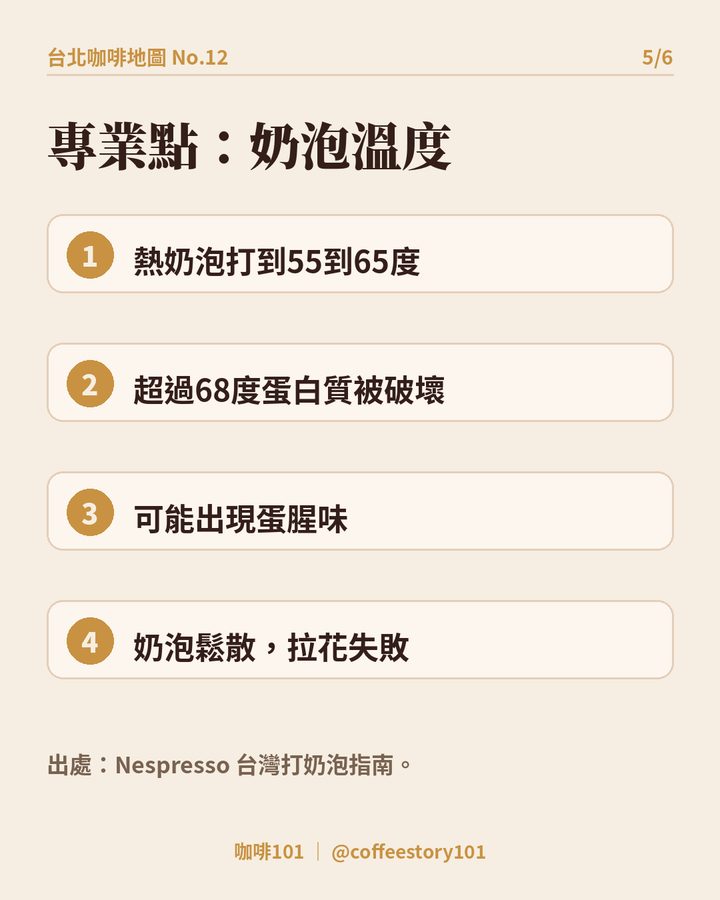 台北咖啡地圖 No.12
5/6
專業點：奶泡溫度
1 熱奶泡打到55到65度
2 超過68度蛋白質被破壞
3 可能出現蛋腥味
4 奶泡鬆散，拉花失敗
出處：Nespresso 台灣打奶泡指南。
咖啡101｜@coffeestory101